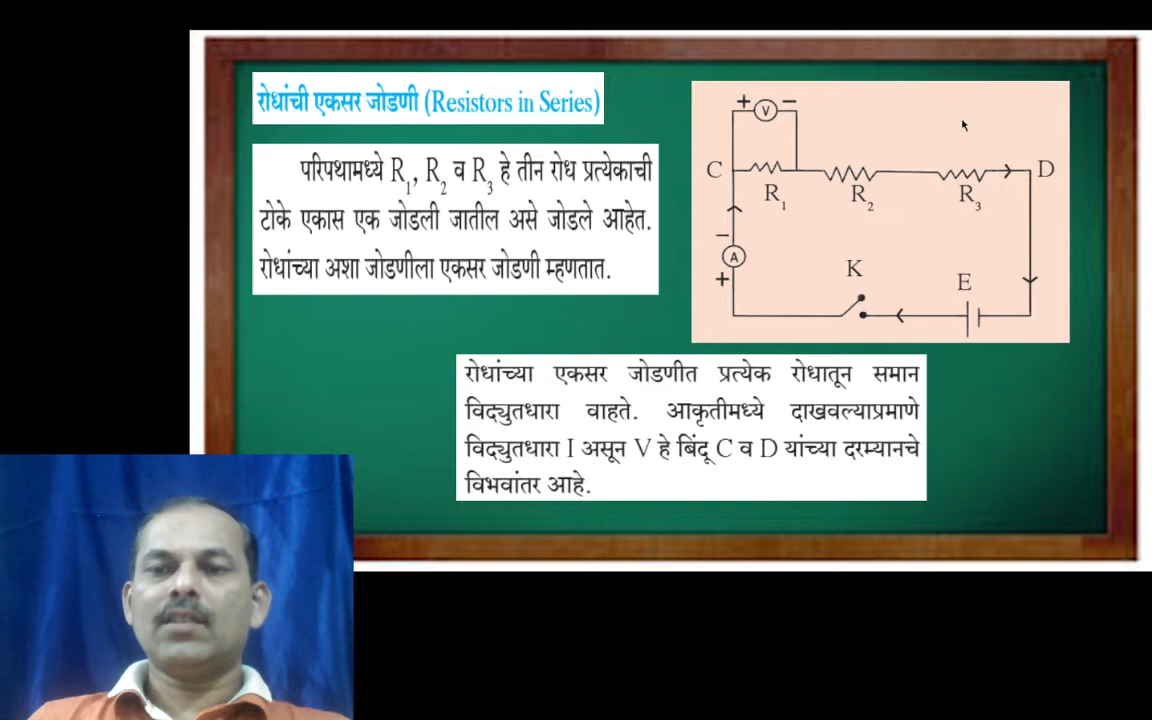 रोधांची एकसर जोडणी (Resistors in Series)
परिपथामध्ये R₁, R₂ व R₃ हे तीन रोध प्रत्येकाची
टोके एकास एक जोडली जातील असे जोडले आहेत.
रोधांच्या अशा जोडणीला एकसर जोडणी म्हणतात.
+ V −
C R₁ R₂ R₃ D
−
A
+
K E
रोधांच्या एकसर जोडणीत प्रत्येक रोधातून समान
विद्युतधारा वाहते. आकृतीमध्ये दाखवल्याप्रमाणे
विद्युतधारा I असून V हे बिंदू C व D यांच्या दरम्यानचे
विभवांतर आहे.